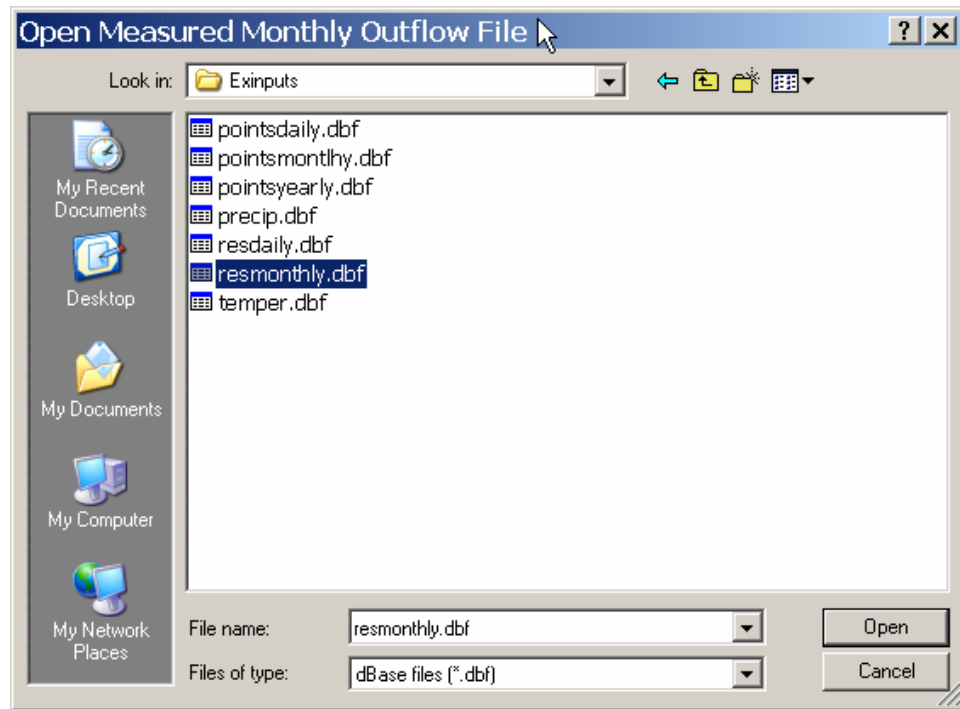 Open Measured Monthly Outflow File
Look in:
Exinputs
My Recent
Documents
Desktop
My Documents
My Computer
My Network
Places
pointsdaily.dbf
pointsmontlhy.dbf
pointsyearly.dbf
precip.dbf
resdaily.dbf
resmonthly.dbf
temper.dbf
File name:
resmonthly.dbf
Open
Files of type:
dBase files (*.dbf)
Cancel